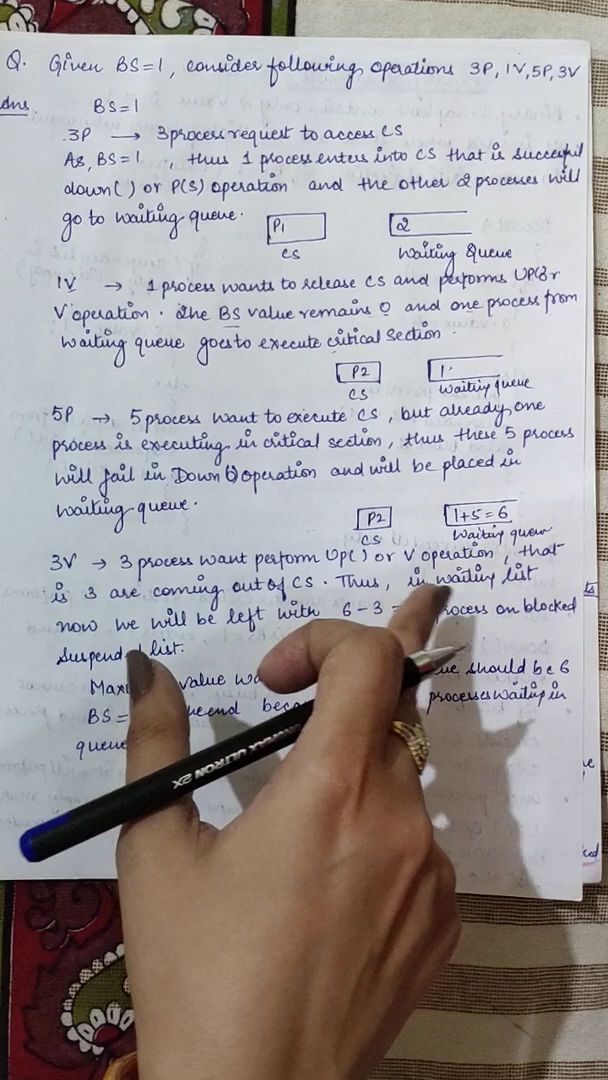 Q. Given BS=1, consider following operations 3P, 1V, 5P, 3V
Ans BS=1
3P → 3 process request to access CS
As, BS=1, thus 1 process enters into CS that is successful
down( ) or P(S) operation and the other 2 processes will
go to waiting queue.
P1 2
CS Waiting Queue
1V → 1 process wants to release CS and performs UP( ) or
V operation. The BS value remains 0 and one process from
waiting queue goes to execute critical section.
P2 1
CS Waiting queue
5P → 5 process want to execute CS, but already one
process is executing in critical section, thus these 5 process
will fail in Down ( ) operation and will be placed in
waiting queue.
P2 1+5=6
CS Waiting queue
3V → 3 process want perform Up( ) or V operation, that
is 3 are coming out of CS. Thus, in waiting list
now we will be left with 6-3 = process on blocked
Suspend list.
value should be 6
BS= end processes waiting in
queue
LUXOR ULTRON 2X